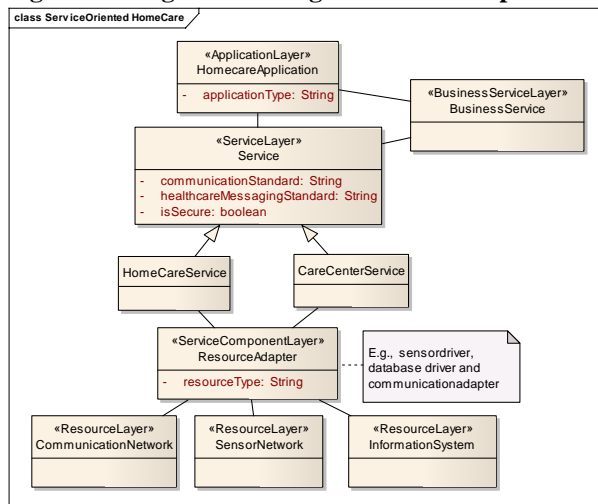 class ServiceOriented HomeCare
«ApplicationLayer»
HomecareApplication
- applicationType: String
«BusinessServiceLayer»
BusinessService
«ServiceLayer»
Service
- communicationStandard: String
- healthcareMessagingStandard: String
- isSecure: boolean
HomeCareService
CareCenterService
«ServiceComponentLayer»
ResourceAdapter
- resourceType: String
E.g., sensordriver,
database driver and
communicationadapter
«ResourceLayer»
CommunicationNetwork
«ResourceLayer»
SensorNetwork
«ResourceLayer»
InformationSystem